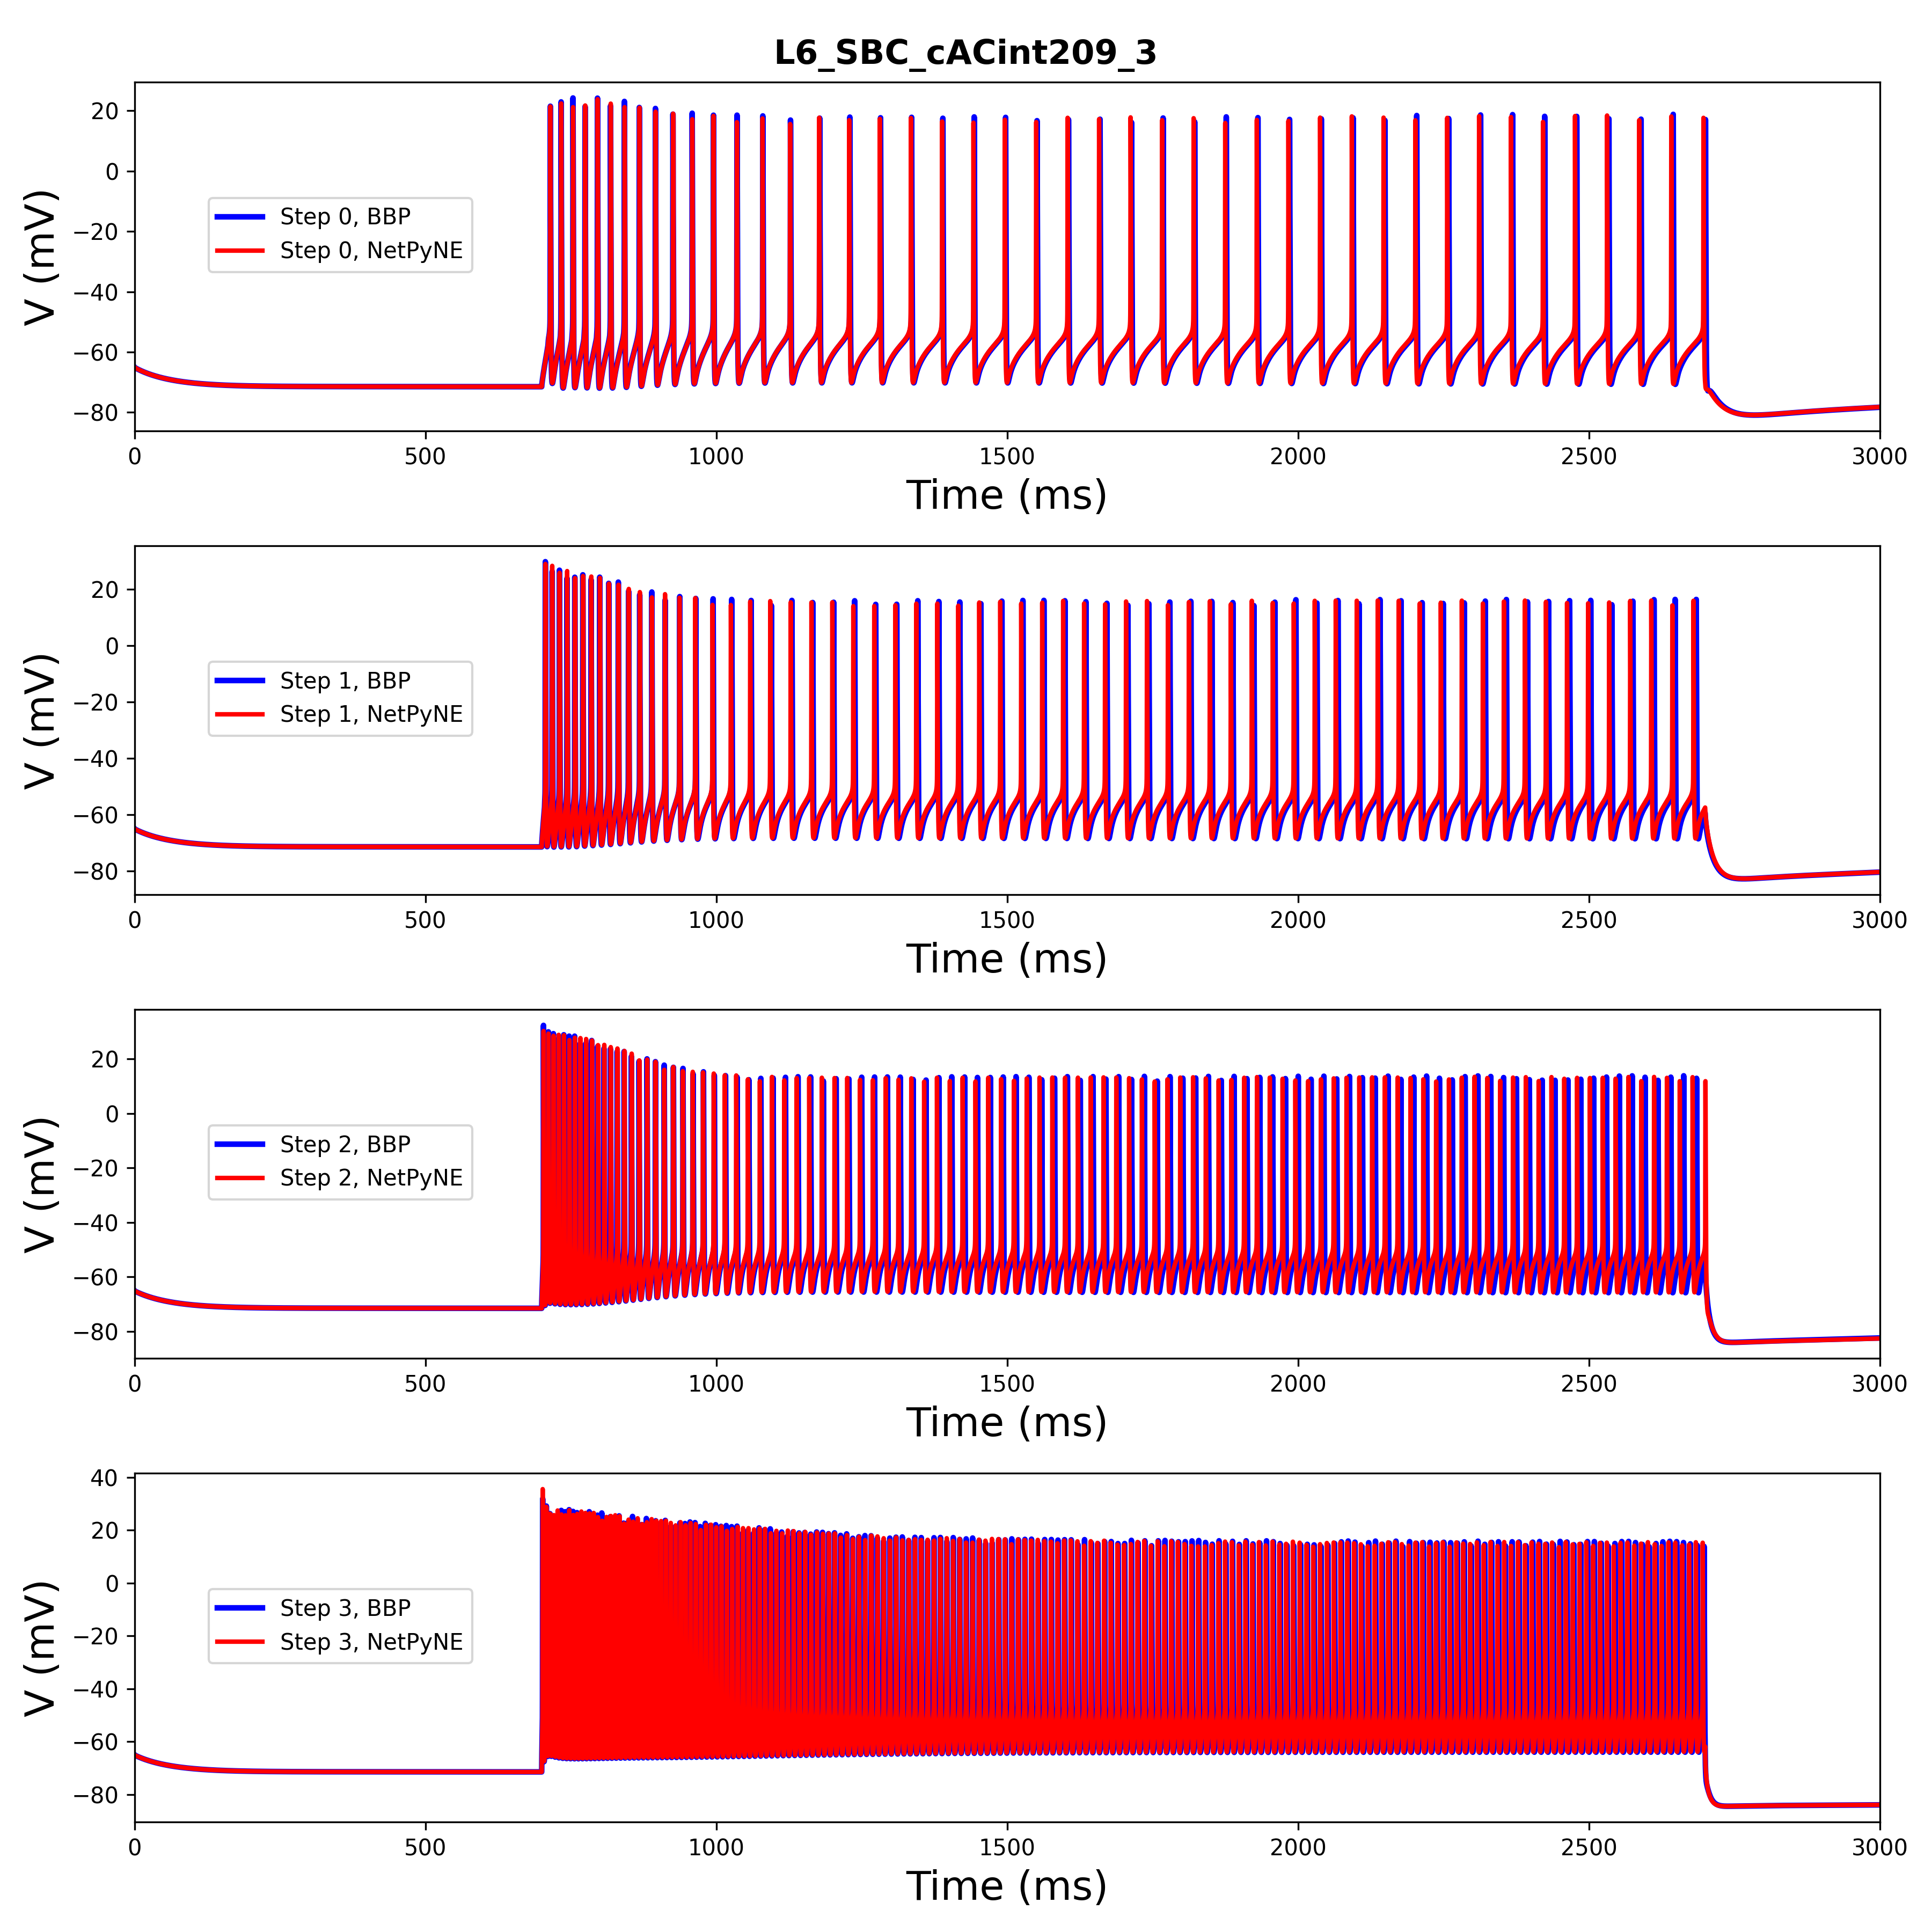 L6_SBC_cACint209_3
20
0
−20
−40
−60
−80
V (mV)
Step 0, BBP
Step 0, NetPyNE
0 500 1000 1500 2000 2500 3000
Time (ms)
20
0
−20
−40
−60
−80
V (mV)
Step 1, BBP
Step 1, NetPyNE
0 500 1000 1500 2000 2500 3000
Time (ms)
20
0
−20
−40
−60
−80
V (mV)
Step 2, BBP
Step 2, NetPyNE
0 500 1000 1500 2000 2500 3000
Time (ms)
40
20
0
−20
−40
−60
−80
V (mV)
Step 3, BBP
Step 3, NetPyNE
0 500 1000 1500 2000 2500 3000
Time (ms)